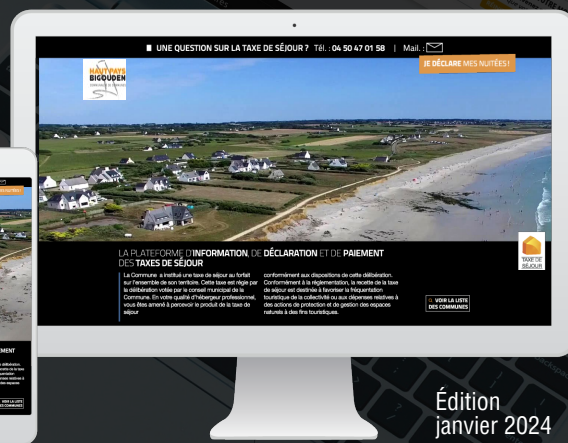 UNE QUESTION SUR LA TAXE DE SÉJOUR ? Tél. : 04 50 47 01 58 | Mail. :
JE DÉCLARE MES NUITÉES !
HAUT PAYS
BIGOUDEN
LA PLATEFORME D'INFORMATION, DE DÉCLARATION ET DE PAIEMENT
DES TAXES DE SÉJOUR
La Commune a institué une taxe de séjour au forfait
sur l'ensemble de son territoire. Cette taxe est régie par
la délibération votée par le conseil municipal de la
Commune. En votre qualité d'hébergeur professionnel,
vous êtes amené à percevoir le produit de la taxe de
séjour
conformément aux dispositions de cette délibération.
Conformément à la réglementation, la recette de la taxe
de séjour est destinée à favoriser la fréquentation
touristique de la collectivité ou aux dépenses relatives à
des actions de protection et de gestion des espaces
naturels à des fins touristiques.
TAXE DE
SÉJOUR
VOIR LA LISTE
DES COMMUNES
VOIR LA LISTE
DES COMMUNES
Édition
janvier 2024